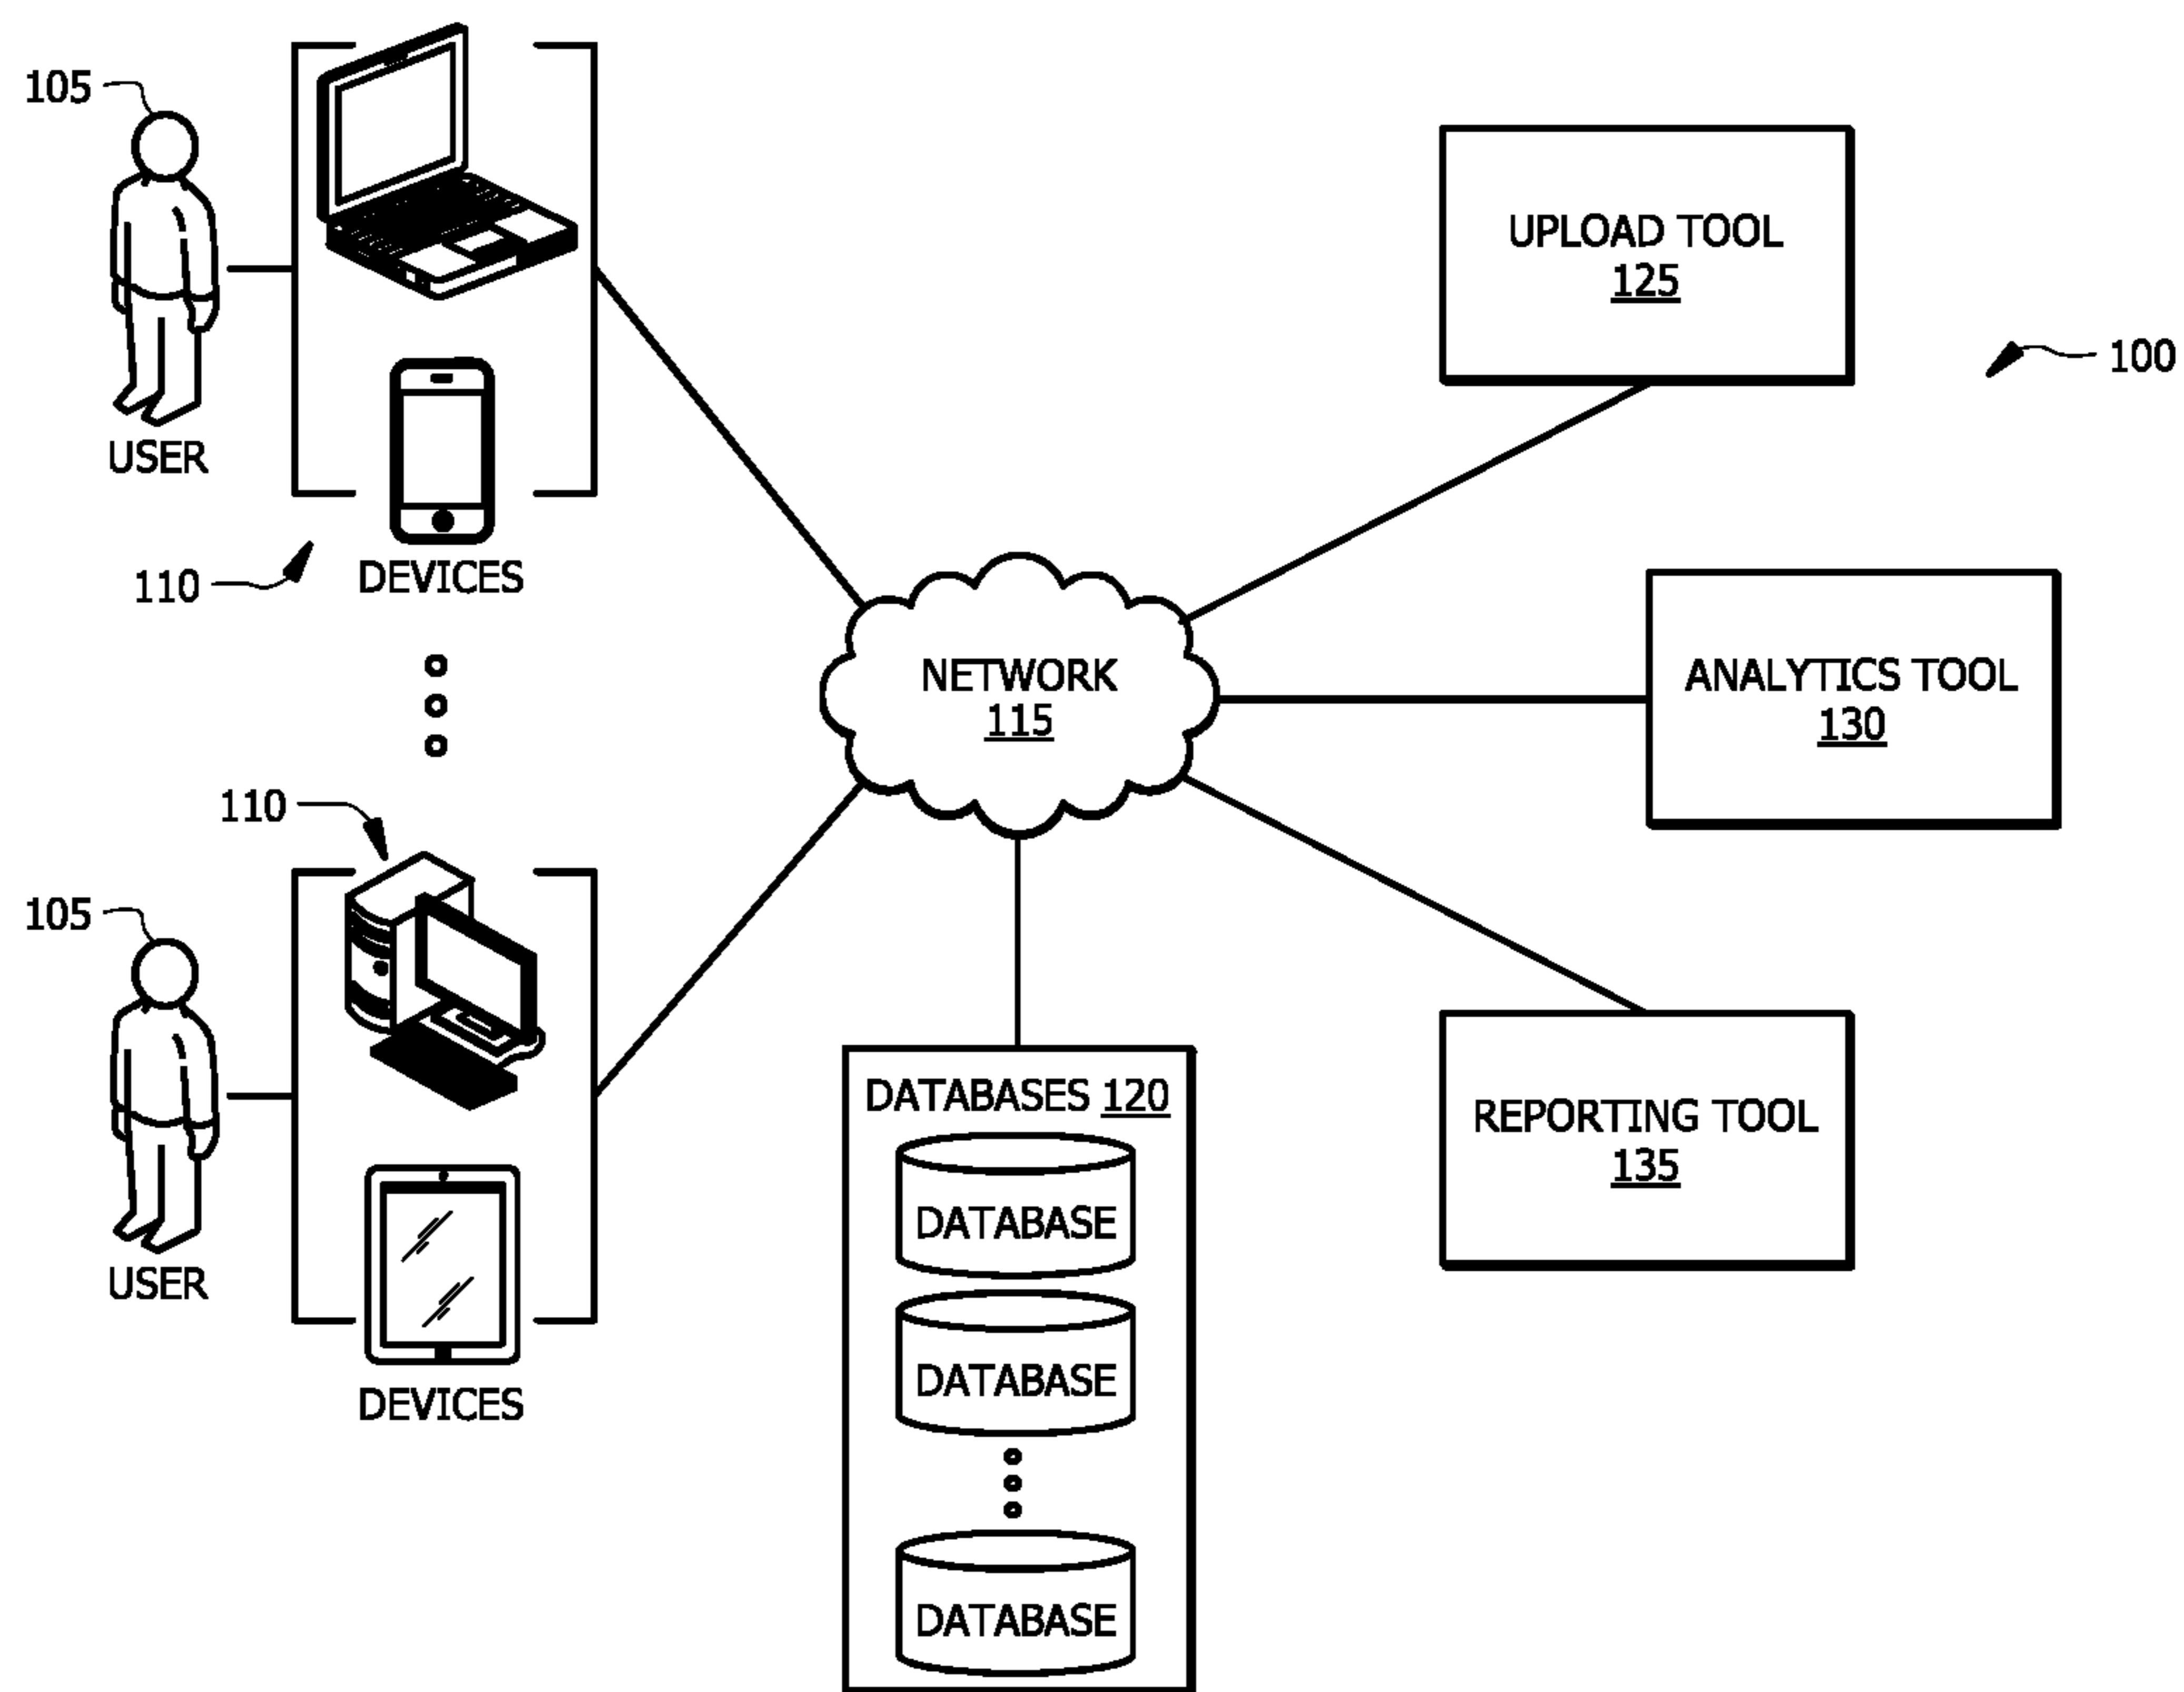 105
USER
110
DEVICES
110
105
USER
DEVICES
NETWORK
115
DATABASES 120
DATABASE
DATABASE
DATABASE
UPLOAD TOOL
125
100
ANALYTICS TOOL
130
REPORTING TOOL
135